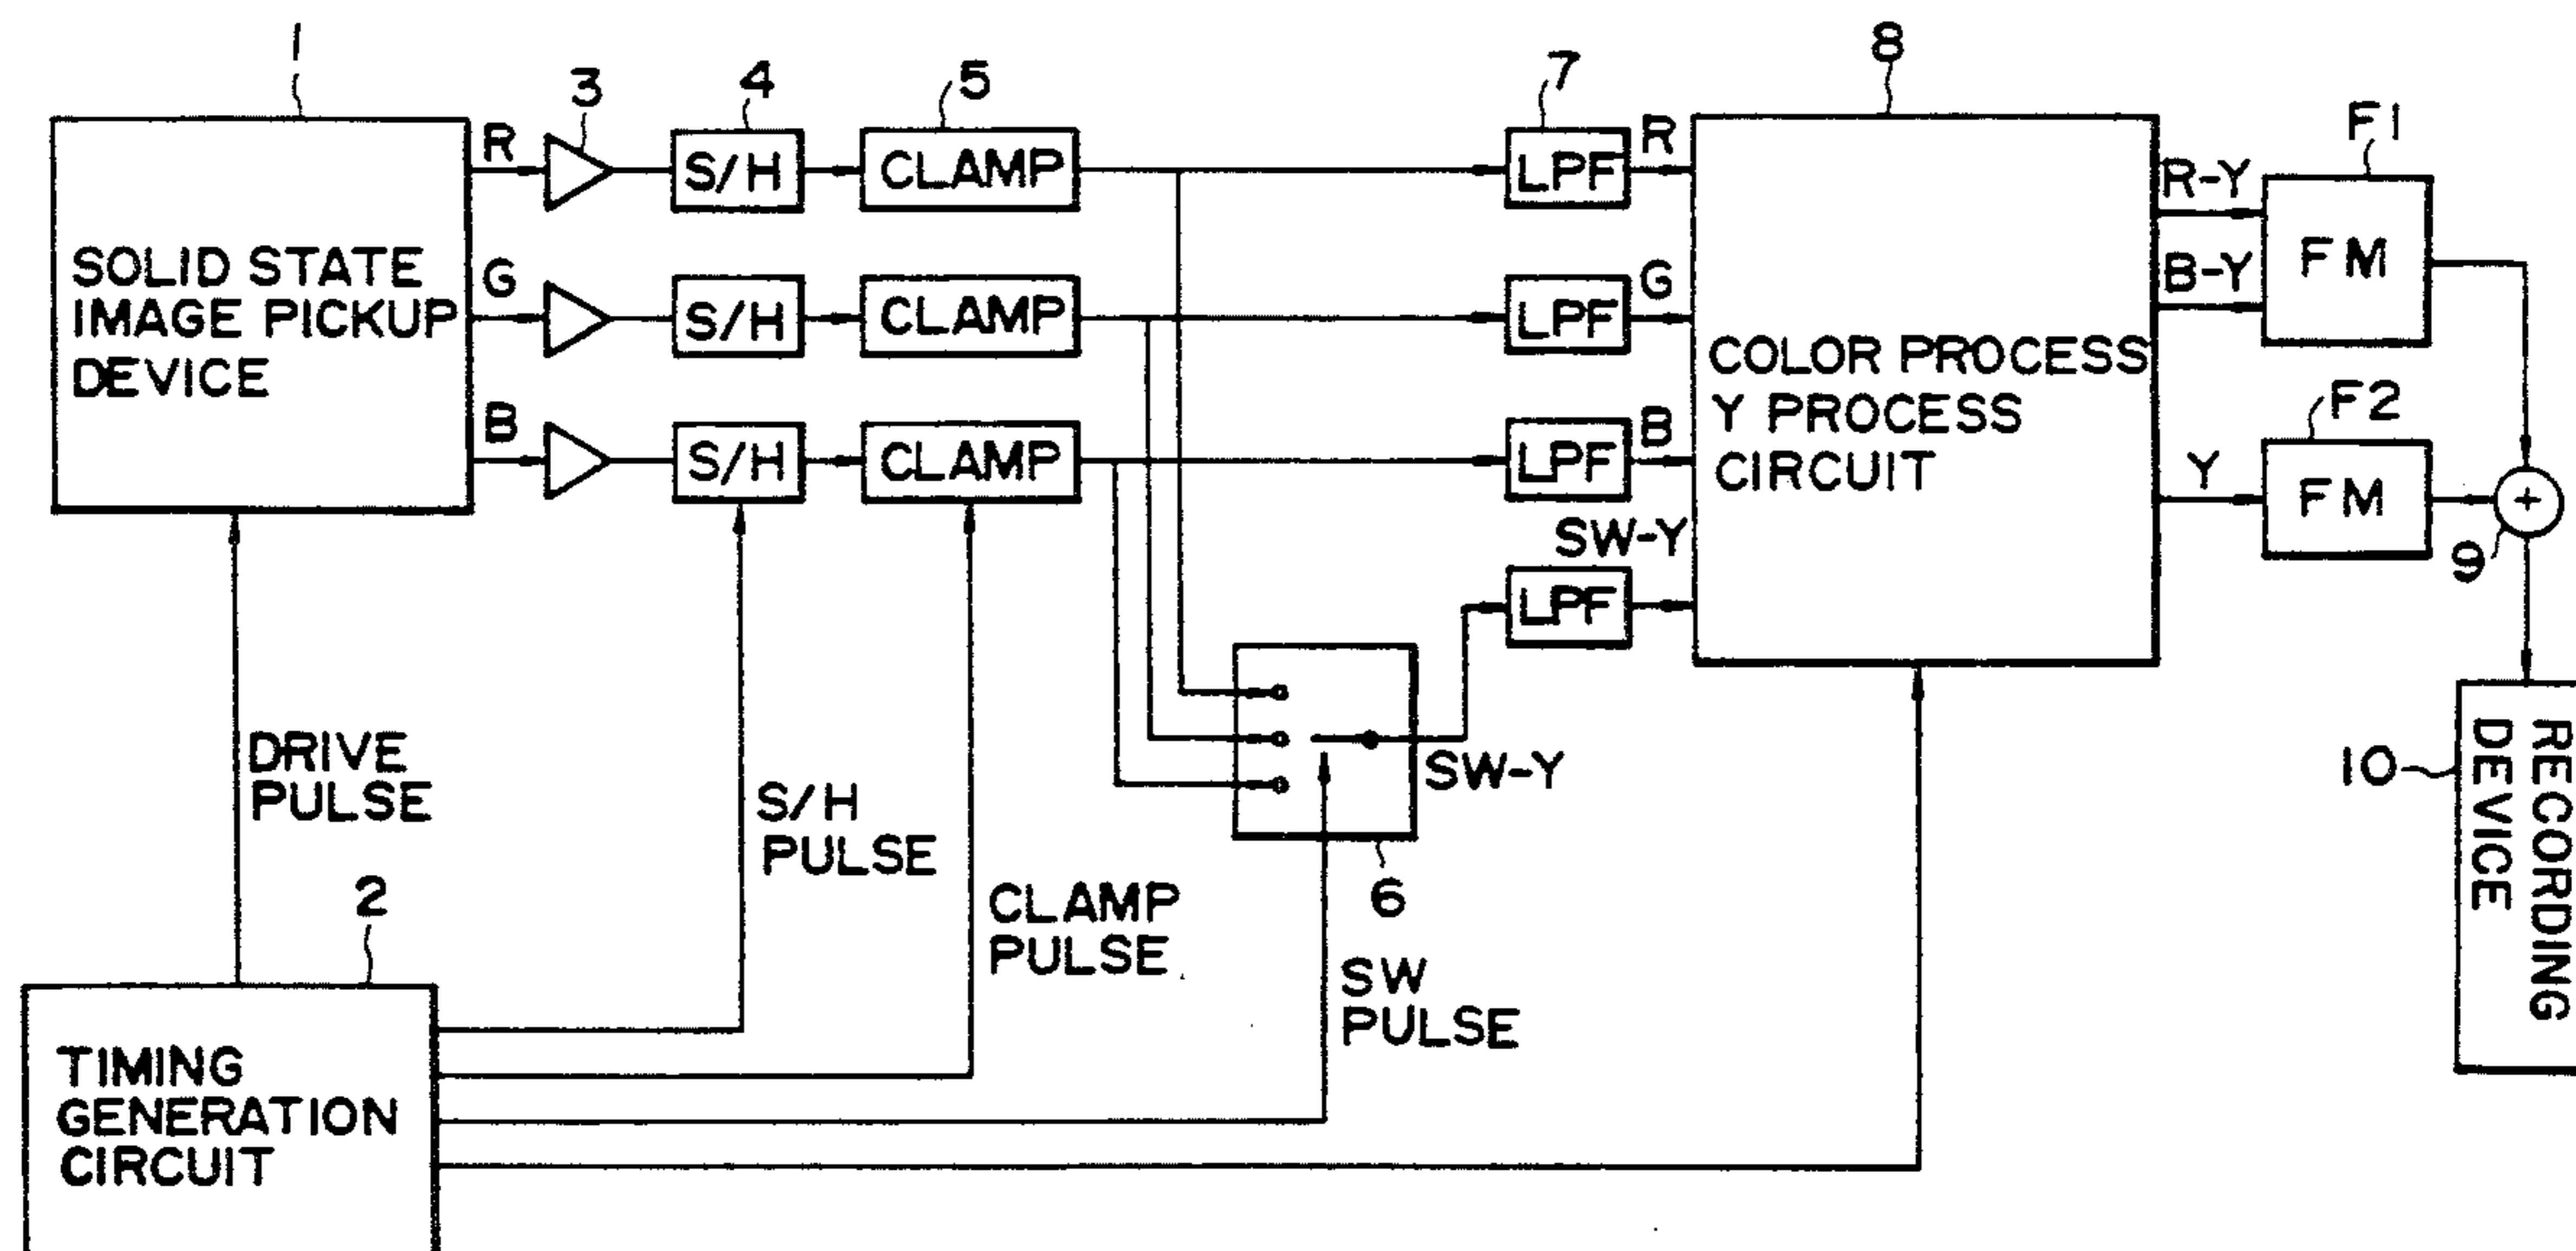 1
3
4
5
7
8
F1
R
S/H
CLAMP
LPF
R
R-Y
FM
SOLID STATE
IMAGE PICKUP
DEVICE
G
S/H
CLAMP
LPF
G
B-Y
COLOR PROCESS
Y PROCESS
CIRCUIT
B
S/H
CLAMP
LPF
B
F2
Y
FM
+
9
SW-Y
LPF
SW-Y
6
DRIVE
PULSE
S/H
PULSE
CLAMP
PULSE
SW
PULSE
10
RECORDING
DEVICE
2
TIMING
GENERATION
CIRCUIT